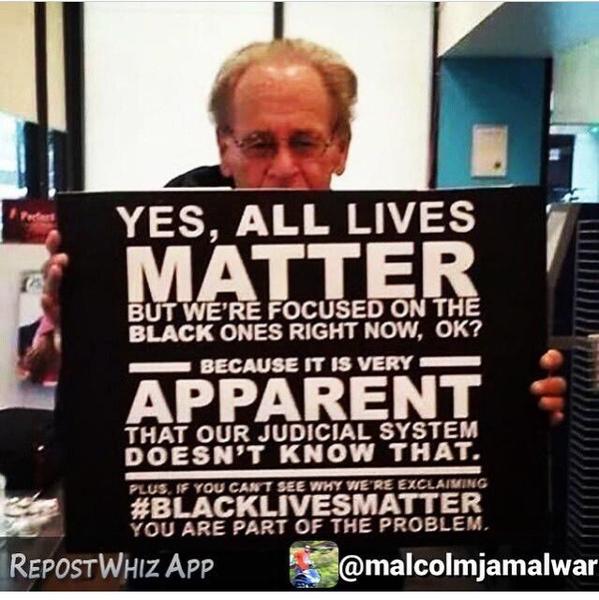 Perfect
YES, ALL LIVES
MATTER
BUT WE'RE FOCUSED ON THE
BLACK ONES RIGHT NOW, OK?
BECAUSE IT IS VERY
APPARENT
THAT OUR JUDICIAL SYSTEM
DOESN'T KNOW THAT.
PLUS, IF YOU CAN'T SEE WHY WE'RE EXCLAIMING
#BLACKLIVESMATTER
YOU ARE PART OF THE PROBLEM.
REPOSTWHIZ APP
@malcolmjamalwar